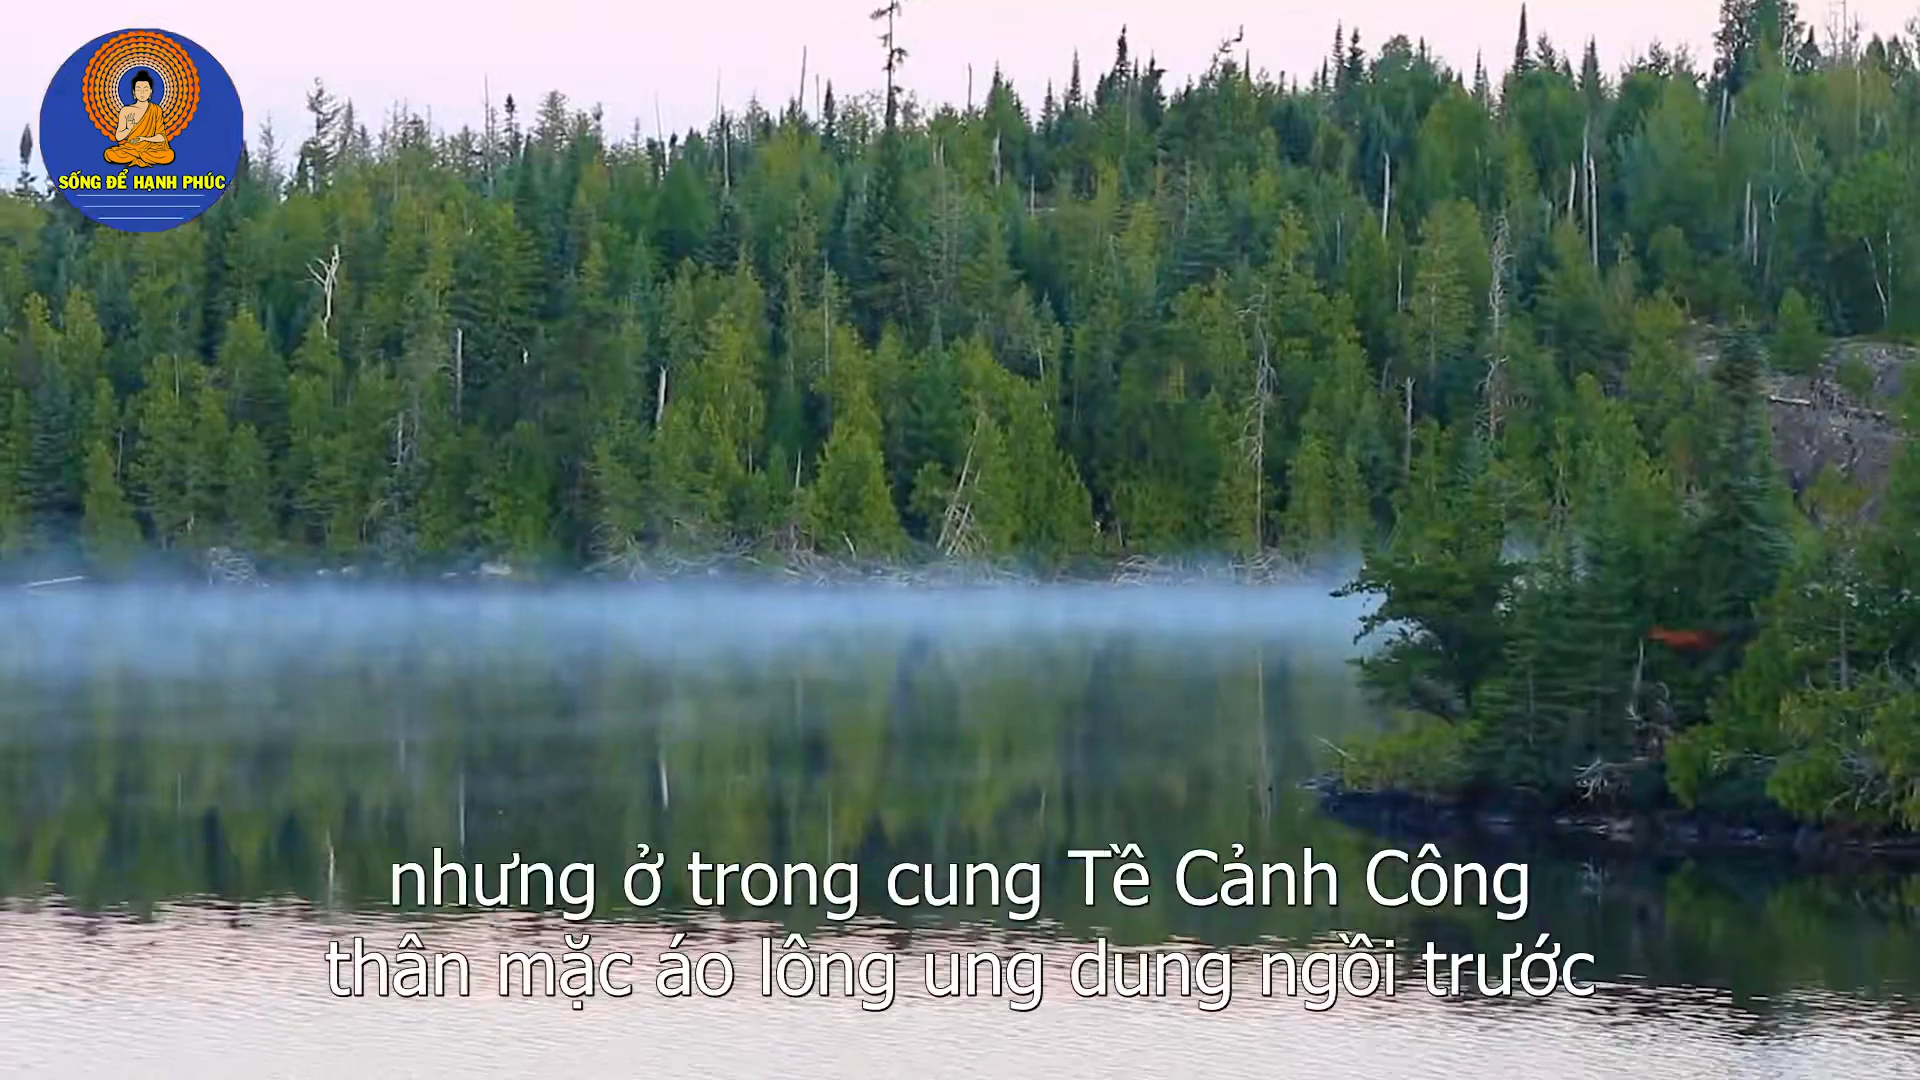 SỐNG ĐỂ HẠNH PHÚC
nhưng ở trong cung Tề Cảnh Công
thân mặc áo lông ung dung ngồi trước